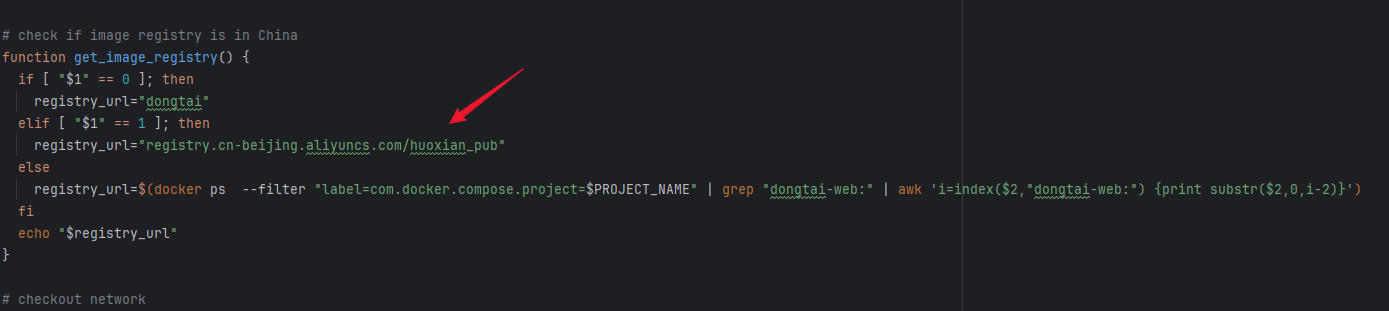 # check if image registry is in China
function get_image_registry() {
  if [ "$1" == 0 ]; then
    registry_url="dongtai"
  elif [ "$1" == 1 ]; then
    registry_url="registry.cn-beijing.aliyuncs.com/huoxian_pub"
  else
    registry_url=$(docker ps  --filter "label=com.docker.compose.project=$PROJECT_NAME" | grep "dongtai-web:" | awk 'i=index($2,"dongtai-web:") {print substr($2,0,i-2)}')
  fi
  echo "$registry_url"
}
# checkout network